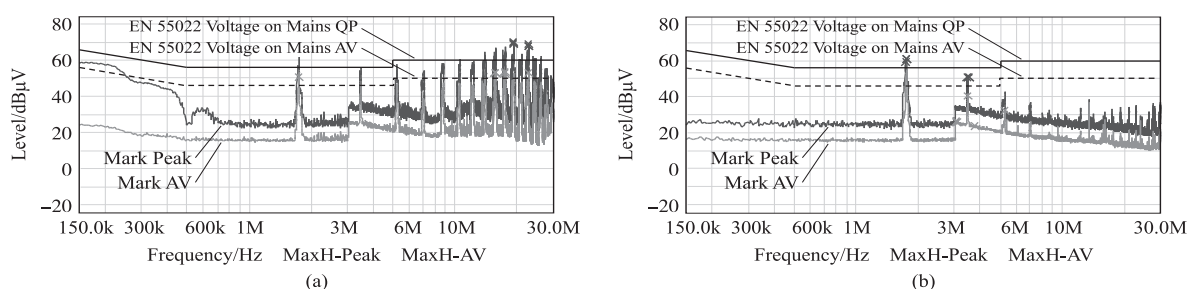 80
60
40
20
0
−20
Level/dBμV
EN 55022 Voltage on Mains QP
EN 55022 Voltage on Mains AV
Mark Peak
Mark AV
150.0k 300k 600k 1M 3M 6M 10M 30.0M
Frequency/Hz MaxH-Peak MaxH-AV
(a)
80
60
40
20
0
−20
Level/dBμV
EN 55022 Voltage on Mains QP
EN 55022 Voltage on Mains AV
Mark Peak
Mark AV
150.0k 300k 600k 1M 3M 6M 10M 30.0M
Frequency/Hz MaxH-Peak MaxH-AV
(b)